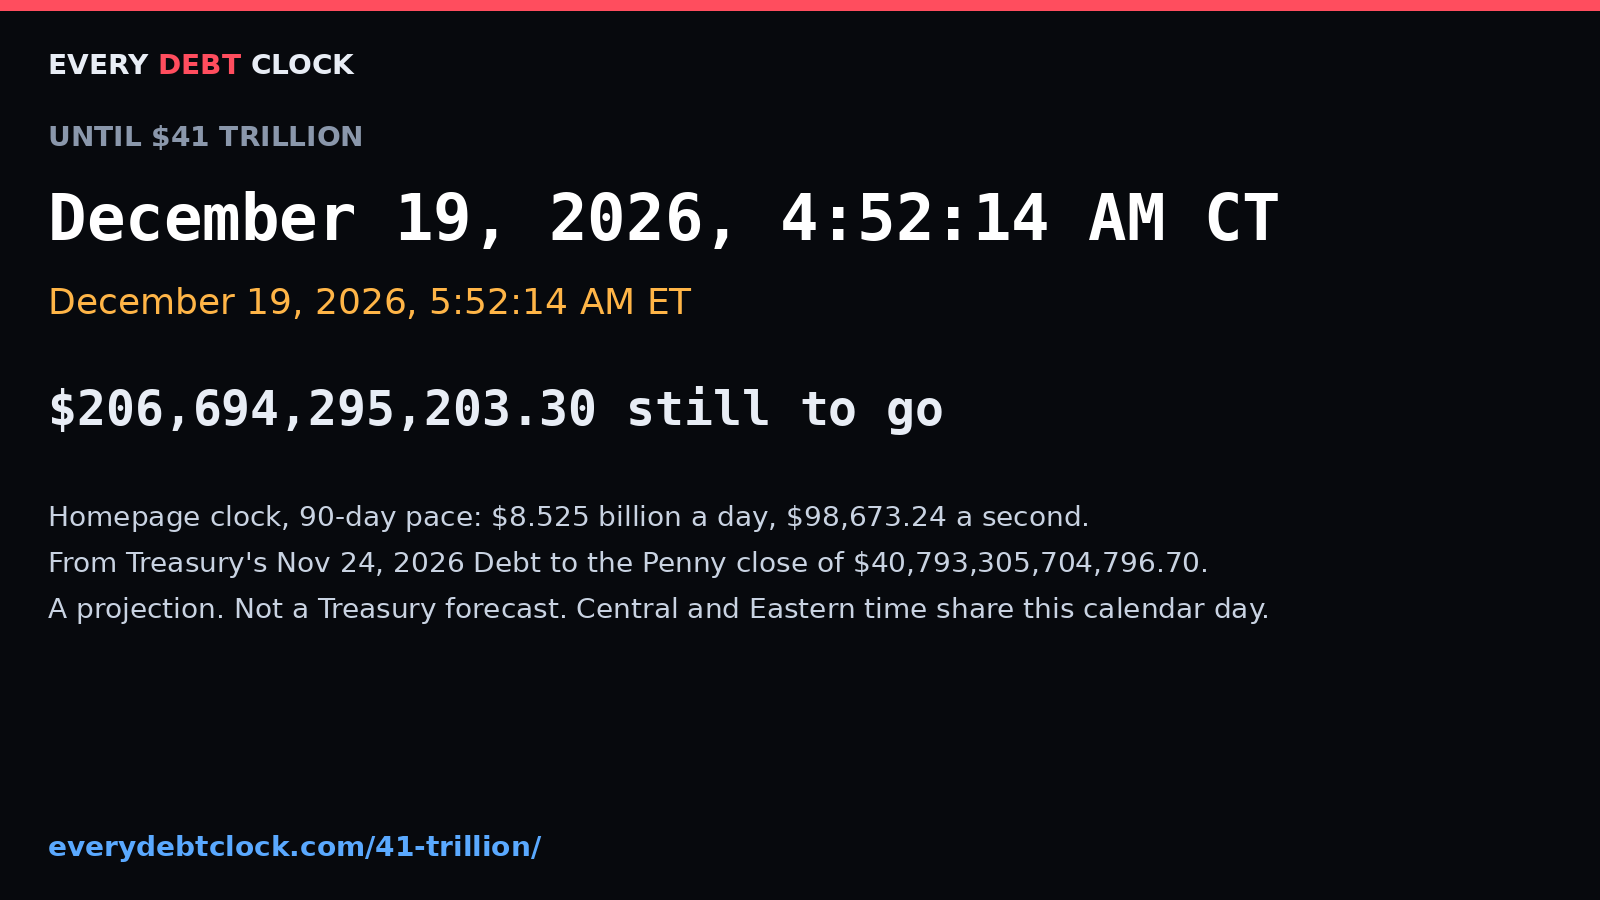 EVERY DEBT CLOCK
UNTIL $41 TRILLION
December 19, 2026, 4:52:14 AM CT
December 19, 2026, 5:52:14 AM ET
$206,694,295,203.30 still to go
Homepage clock, 90-day pace: $8.525 billion a day, $98,673.24 a second.
From Treasury's Nov 24, 2026 Debt to the Penny close of $40,793,305,704,796.70.
A projection. Not a Treasury forecast. Central and Eastern time share this calendar day.
everydebtclock.com/41-trillion/